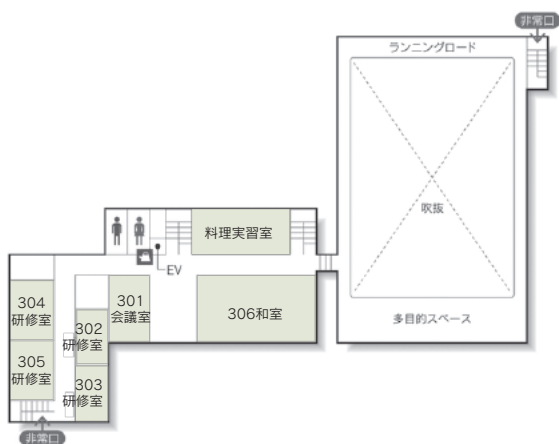 非常口
ランニングロード
吹抜
多目的スペース
料理実習室
EV
301
会議室
306和室
304
研修室
302
研修室
305
研修室
303
研修室
非常口